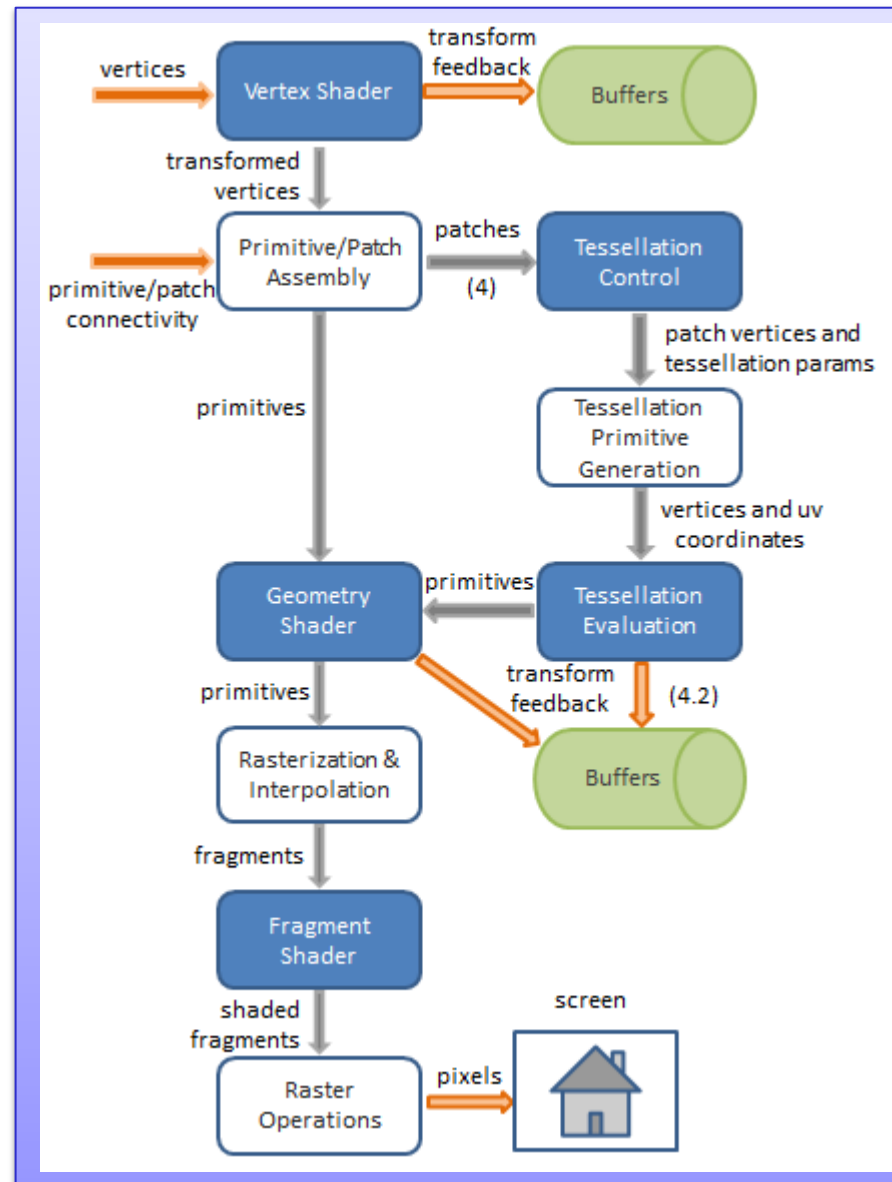 transform
feedback
vertices
Vertex Shader
Buffers
transformed
vertices
Primitive/Patch
Assembly
patches
(4)
Tessellation
Control
primitive/patch
connectivity
patch vertices and
tessellation params
primitives
Tessellation
Primitive
Generation
vertices and uv
coordinates
Geometry
Shader
primitives
Tessellation
Evaluation
primitives
transform
feedback
(4.2)
Rasterization &
Interpolation
Buffers
fragments
Fragment
Shader
shaded
fragments
screen
Raster
Operations
pixels